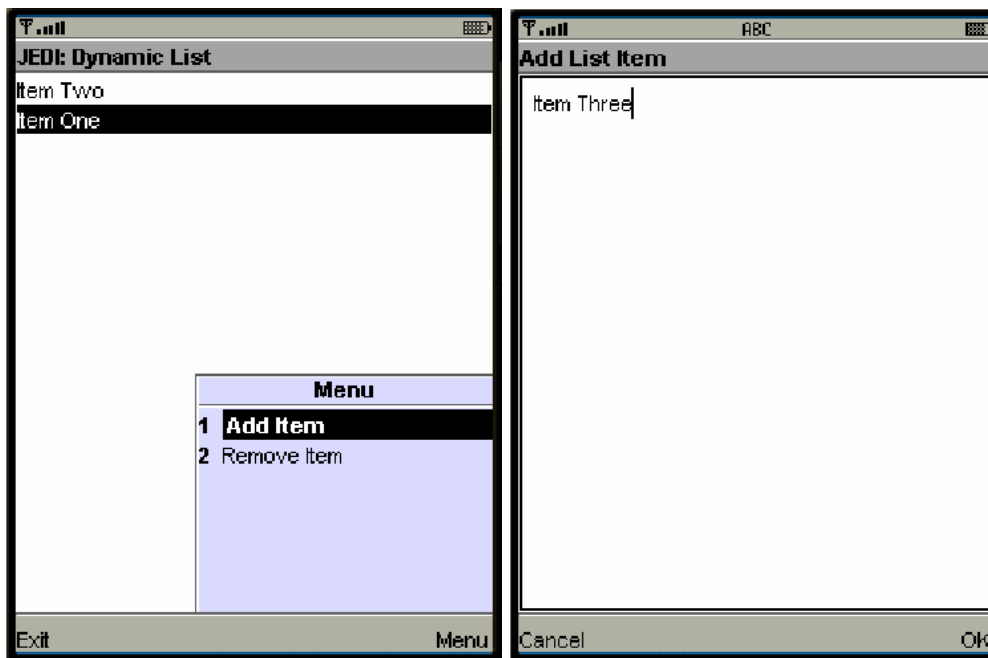 JEDI: Dynamic List
Item Two
Item One
Menu
1 Add Item
2 Remove Item
Exit
Menu
ABC
Add List Item
Item Three
Cancel
OK